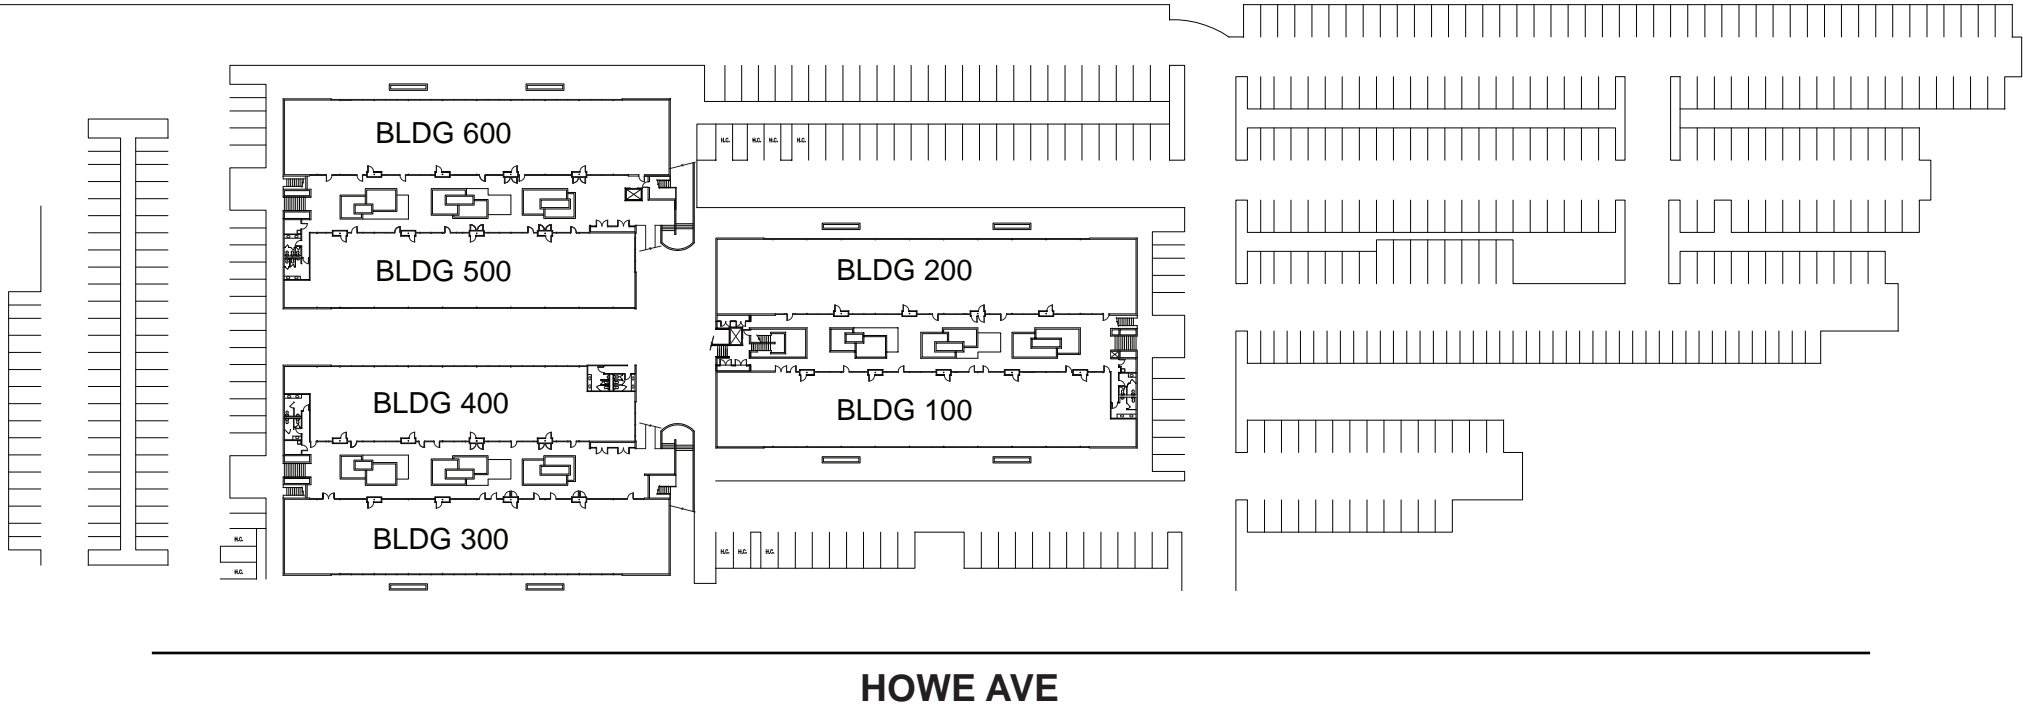 H.C. H.C. H.C. H.C.
BLDG 600
BLDG 500
BLDG 200
BLDG 400
BLDG 100
BLDG 300
H.C.
H.C.
H.C. H.C. H.C.
HOWE AVE